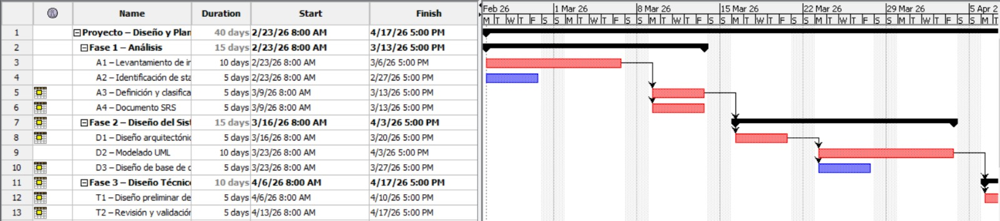 Name Duration Start Finish Feb 26 1 Mar 26 8 Mar 26 15 Mar 26 22 Mar 26 29 Mar 26 5 Apr 2
M T W T F S S M T W T F S S M T W T F S S M T W T F S S M T W T F S S M T W T F S S M T
1 Proyecto – Diseño y Plan 40 days 2/23/26 8:00 AM 4/17/26 5:00 PM
2 Fase 1 – Análisis 15 days 2/23/26 8:00 AM 3/13/26 5:00 PM
3 A1 – Levantamiento de in 10 days 2/23/26 8:00 AM 3/6/26 5:00 PM
4 A2 – Identificación de sta 5 days 2/23/26 8:00 AM 2/27/26 5:00 PM
5 A3 – Definición y clasifica 5 days 3/9/26 8:00 AM 3/13/26 5:00 PM
6 A4 – Documento SRS 5 days 3/9/26 8:00 AM 3/13/26 5:00 PM
7 Fase 2 – Diseño del Sist 15 days 3/16/26 8:00 AM 4/3/26 5:00 PM
8 D1 – Diseño arquitectónic 5 days 3/16/26 8:00 AM 3/20/26 5:00 PM
9 D2 – Modelado UML 10 days 3/23/26 8:00 AM 4/3/26 5:00 PM
10 D3 – Diseño de base de d 5 days 3/23/26 8:00 AM 3/27/26 5:00 PM
11 Fase 3 – Diseño Técnico 10 days 4/6/26 8:00 AM 4/17/26 5:00 PM
12 T1 – Diseño preliminar de 5 days 4/6/26 8:00 AM 4/10/26 5:00 PM
13 T2 – Revisión y validación 5 days 4/13/26 8:00 AM 4/17/26 5:00 PM